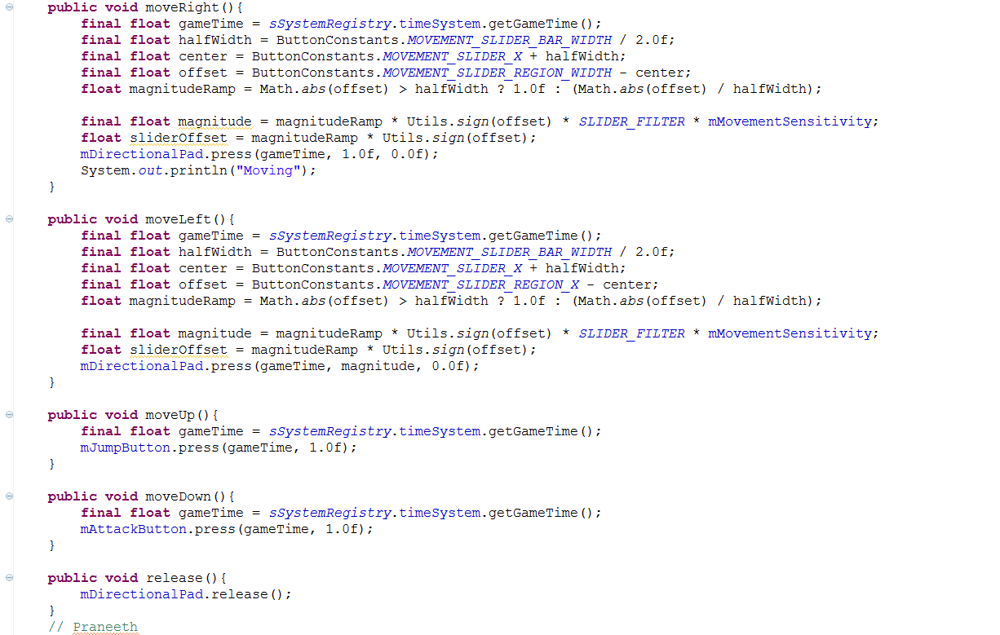 public void moveRight(){
final float gameTime = sSystemRegistry.timeSystem.getGameTime();
final float halfWidth = ButtonConstants.MOVEMENT_SLIDER_BAR_WIDTH / 2.0f;
final float center = ButtonConstants.MOVEMENT_SLIDER_X + halfWidth;
final float offset = ButtonConstants.MOVEMENT_SLIDER_REGION_WIDTH - center;
float magnitudeRamp = Math.abs(offset) > halfWidth ? 1.0f : (Math.abs(offset) / halfWidth);
final float magnitude = magnitudeRamp * Utils.sign(offset) * SLIDER_FILTER * mMovementSensitivity;
float sliderOffset = magnitudeRamp * Utils.sign(offset);
mDirectionalPad.press(gameTime, 1.0f, 0.0f);
System.out.println("Moving");
}
public void moveLeft(){
final float gameTime = sSystemRegistry.timeSystem.getGameTime();
final float halfWidth = ButtonConstants.MOVEMENT_SLIDER_BAR_WIDTH / 2.0f;
final float center = ButtonConstants.MOVEMENT_SLIDER_X + halfWidth;
final float offset = ButtonConstants.MOVEMENT_SLIDER_REGION_X - center;
float magnitudeRamp = Math.abs(offset) > halfWidth ? 1.0f : (Math.abs(offset) / halfWidth);
final float magnitude = magnitudeRamp * Utils.sign(offset) * SLIDER_FILTER * mMovementSensitivity;
float sliderOffset = magnitudeRamp * Utils.sign(offset);
mDirectionalPad.press(gameTime, magnitude, 0.0f);
}
public void moveUp(){
final float gameTime = sSystemRegistry.timeSystem.getGameTime();
mJumpButton.press(gameTime, 1.0f);
}
public void moveDown(){
final float gameTime = sSystemRegistry.timeSystem.getGameTime();
mAttackButton.press(gameTime, 1.0f);
}
public void release(){
mDirectionalPad.release();
}
// Praneeth